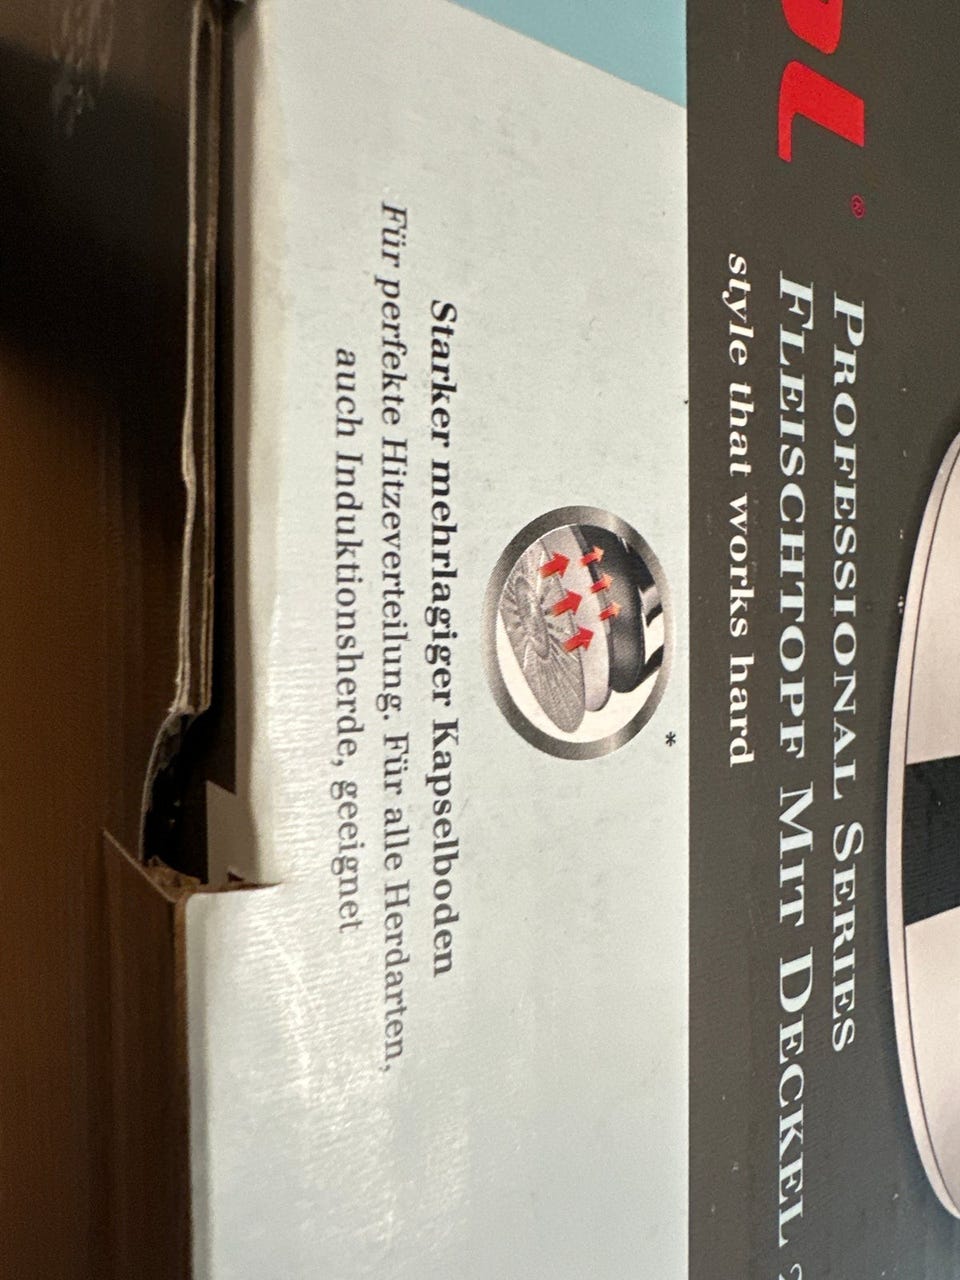 L®
PROFESSIONAL SERIES
FLEISCHTOPF MIT DECKEL
style that works hard
*
Starker mehrlagiger Kapselboden
Für perfekte Hitzeverteilung. Für alle Herdarten,
auch Induktionsherde, geeignet